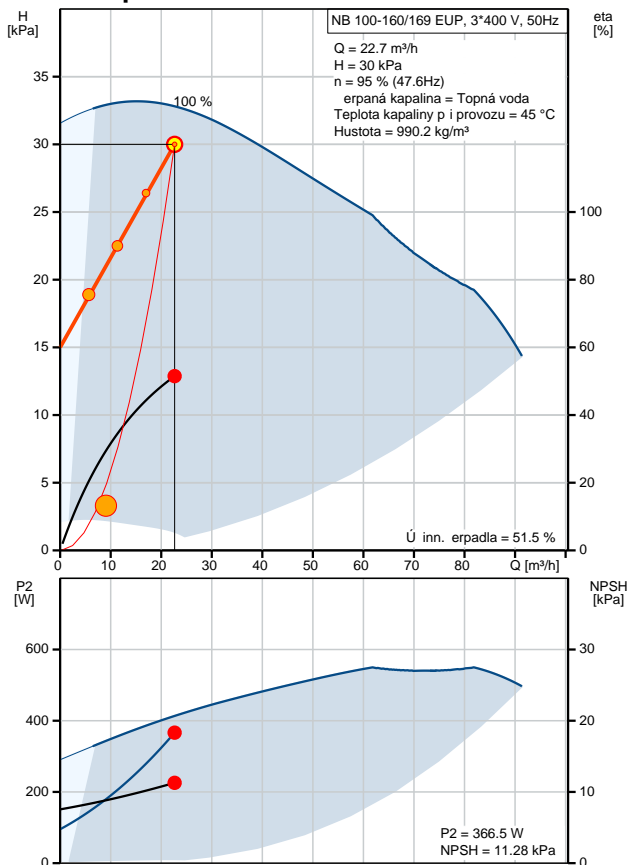 H
[kPa]
NB 100-160/169 EUP, 3*400 V, 50Hz
eta
[%]
Q = 22.7 m³/h
H = 30 kPa
n = 95 % (47.6Hz)
erpaná kapalina = Topná voda
Teplota kapaliny p i provozu = 45 °C
Hustota = 990.2 kg/m³
100 %
35
30
25
20
15
10
5
0
100
80
60
40
20
0
Ú inn. erpadla = 51.5 %
0 10 20 30 40 50 60 70 80 Q [m³/h]
P2
[W]
NPSH
[kPa]
600
400
200
0
30
20
10
0
P2 = 366.5 W
NPSH = 11.28 kPa